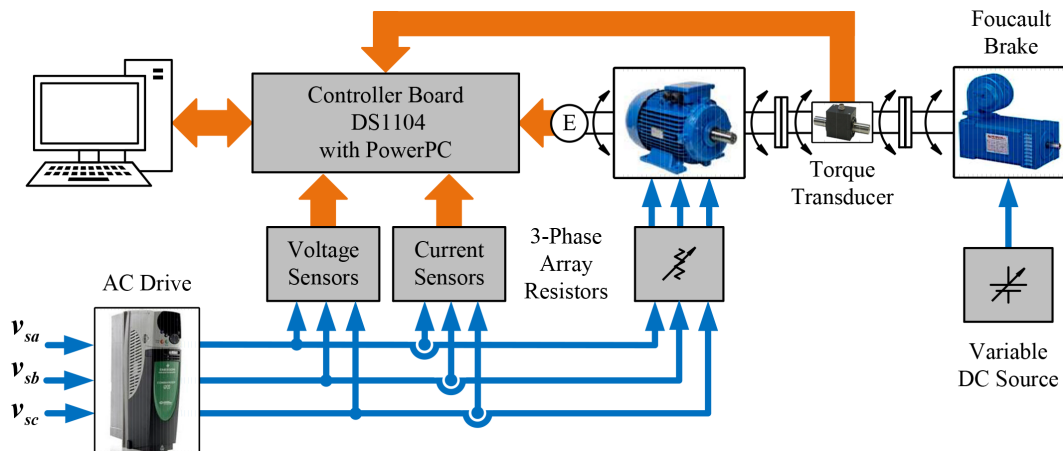 Foucault
Brake
Controller Board
DS1104
with PowerPC
E
Torque
Transducer
Voltage
Sensors
Current
Sensors
3-Phase
Array
Resistors
AC Drive
v_sa
v_sb
v_sc
Variable
DC Source